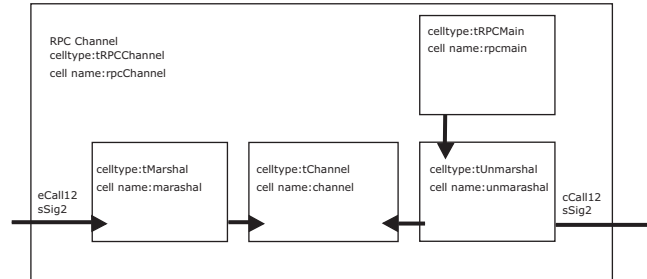 RPC Channel
celltype:tRPCChannel
cell name:rpcChannel
celltype:tRPCMain
cell name:rpcmain
celltype:tMarshal
cell name:marashal
celltype:tChannel
cell name:channel
celltype:tUnmarshal
cell name:unmarashal
eCall12
sSig2
cCall12
sSig2